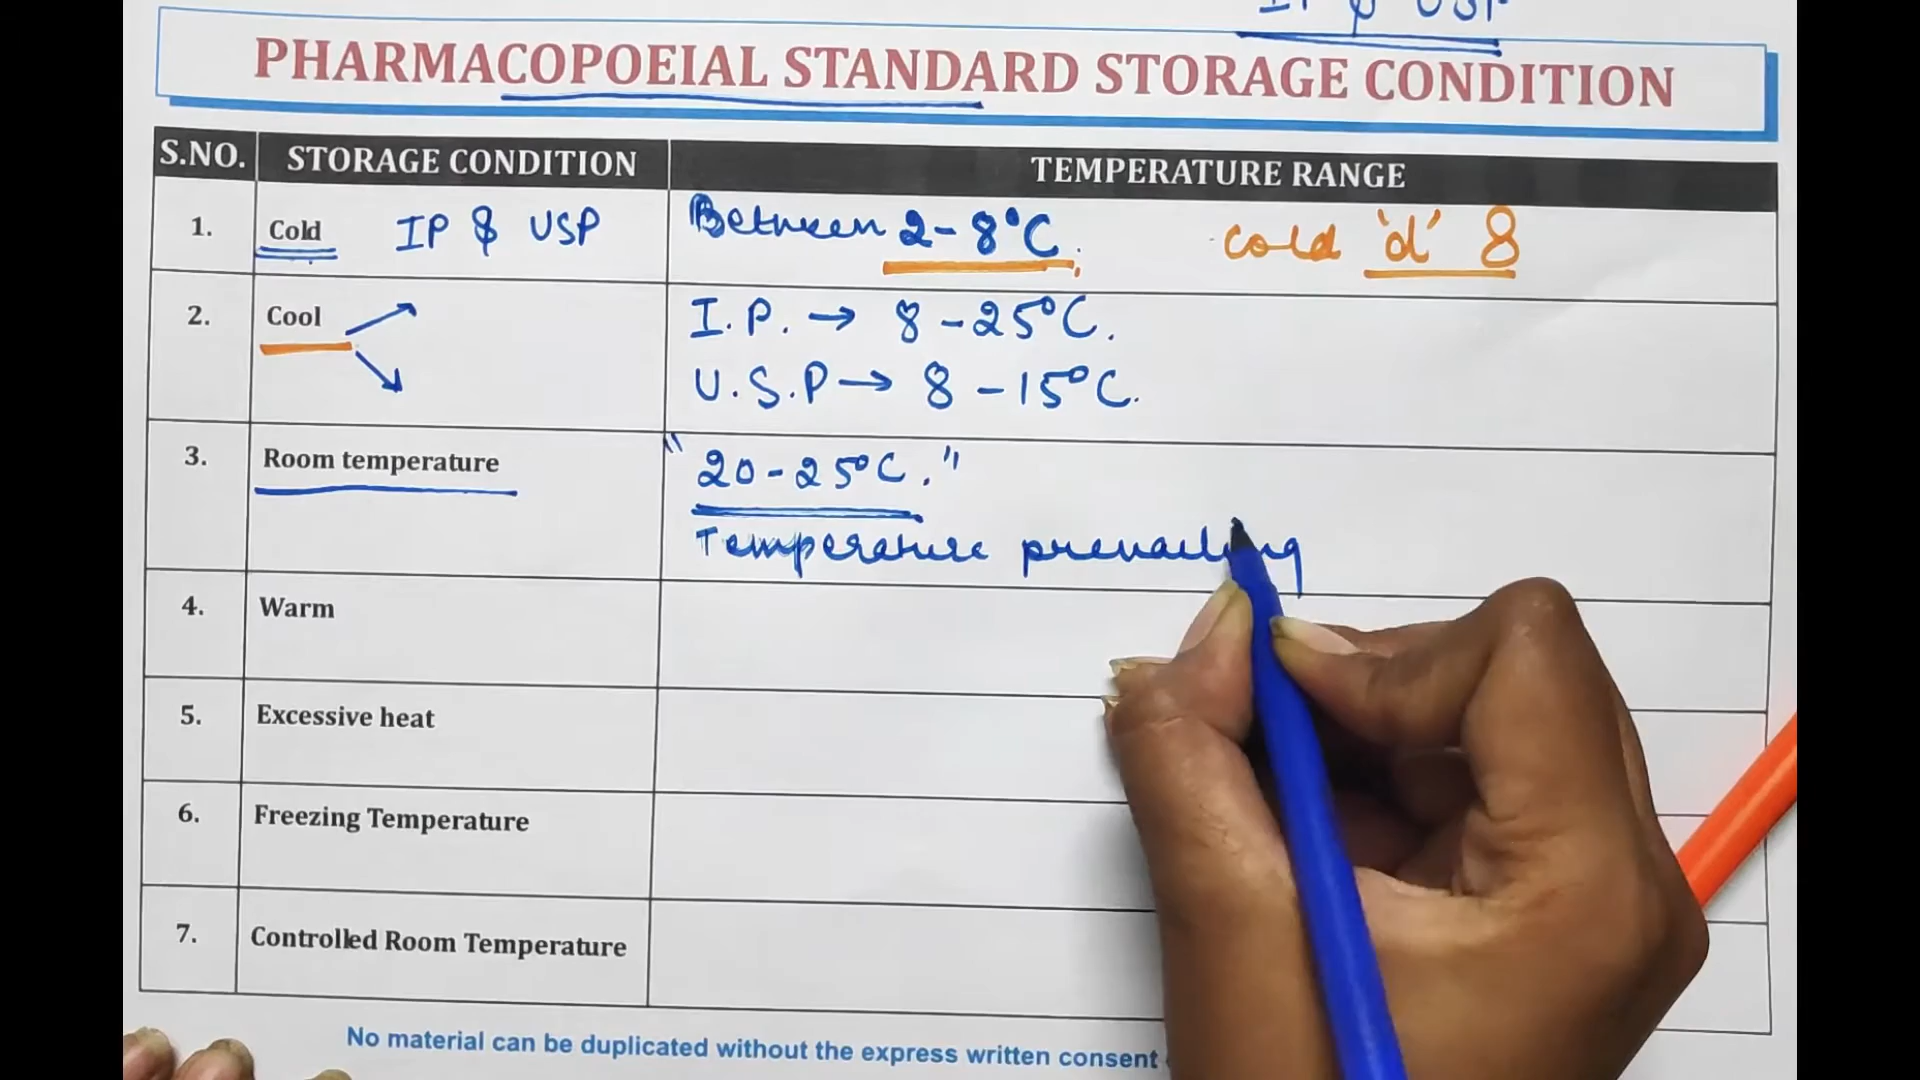 IP & USP
PHARMACOPOEIAL STANDARD STORAGE CONDITION
S.NO. STORAGE CONDITION TEMPERATURE RANGE
1. Cold IP & USP Between 2-8°C. cold 'd' 8
2. Cool I.P. → 8-25°C.
U.S.P → 8-15°C.
3. Room temperature "20-25°C."
Temperature prevailing
4. Warm
5. Excessive heat
6. Freezing Temperature
7. Controlled Room Temperature
No material can be duplicated without the express written consent